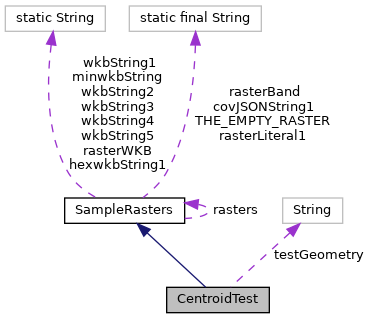 static String
static final String
wkbString1
minwkbString
wkbString2
wkbString3
wkbString4
wkbString5
rasterWKB
hexwkbString1
rasterBand
covJSONString1
THE_EMPTY_RASTER
rasterLiteral1
SampleRasters
rasters
String
testGeometry
CentroidTest